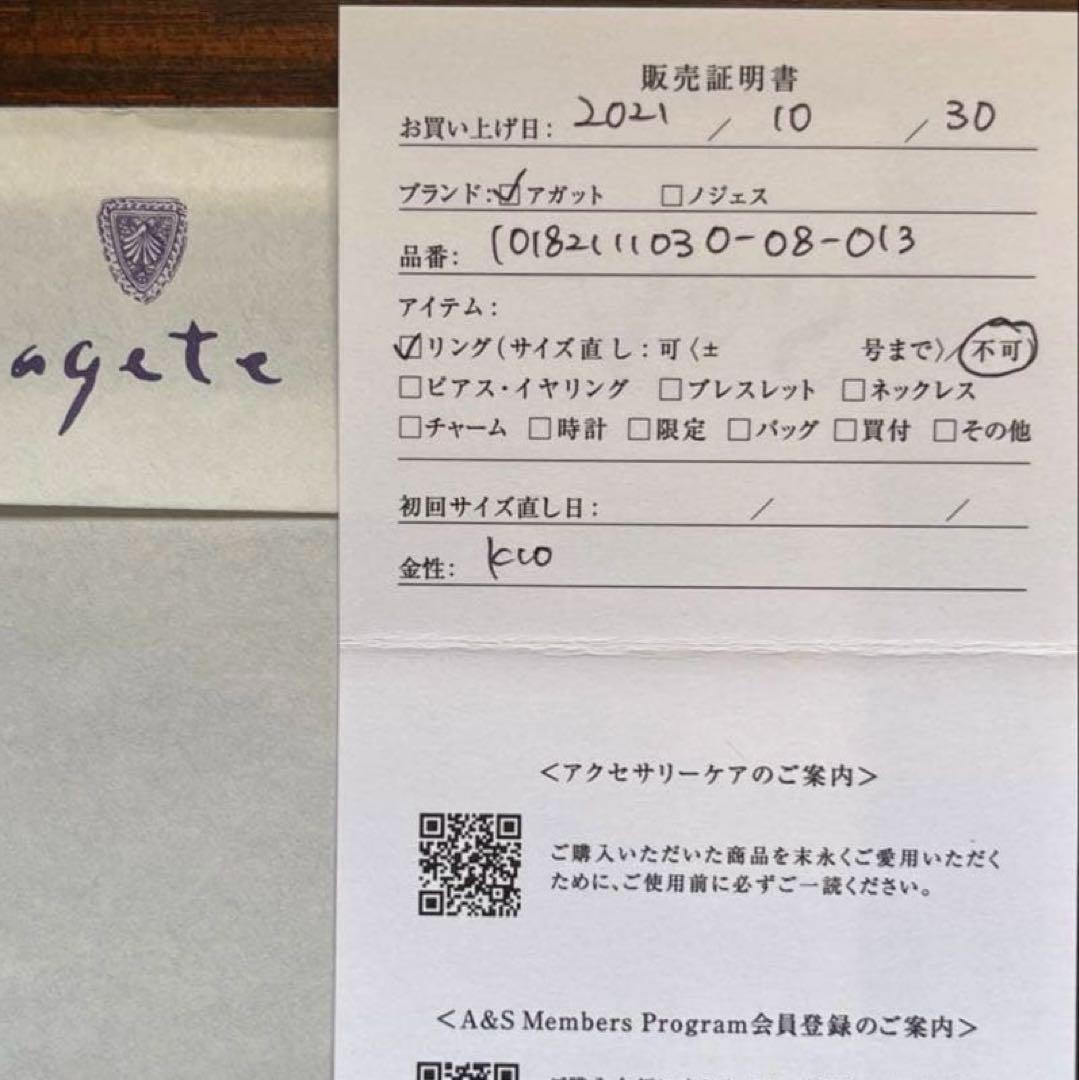 agete
販売証明書
お買い上げ日: 2021 / 10 / 30
ブランド:☑アガット □ノジェス
品番: 10182111030-08-013
アイテム:
☑リング(サイズ直し:可〈± 号まで〉/不可)
□ピアス・イヤリング □ブレスレット □ネックレス
□チャーム □時計 □限定 □バッグ □買付 □その他
初回サイズ直し日: / /
金性: K10
<アクセサリーケアのご案内>
ご購入いただいた商品を末永くご愛用いただく
ために、ご使用前に必ずご一読ください。
<A&S Members Program会員登録のご案内>